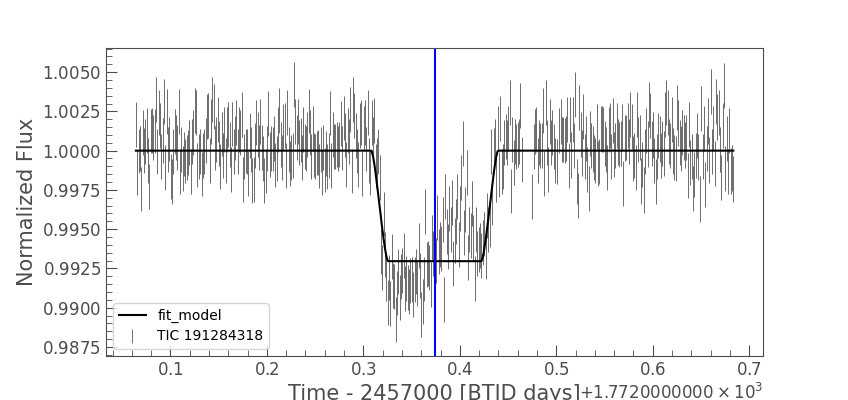 Normalized Flux
1.0050
1.0025
1.0000
0.9975
0.9950
0.9925
0.9900
0.9875
fit_model
TIC 191284318
0.1 0.2 0.3 0.4 0.5 0.6 0.7
Time - 2457000 [BTJD days] +1.7720000000 × 10³